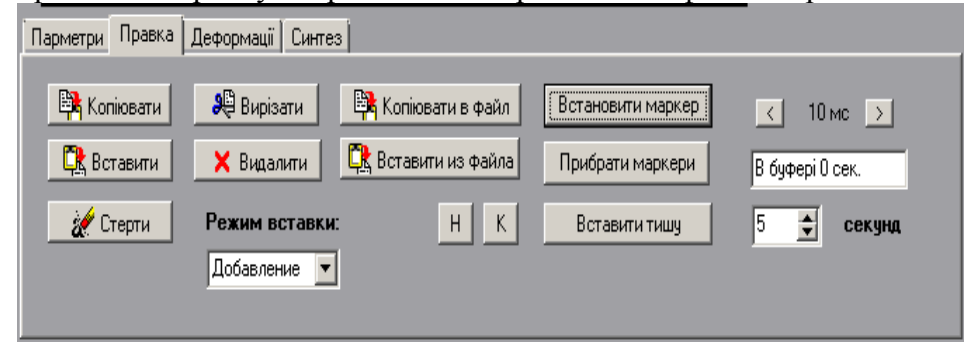 Парметри Правка Деформації Синтез
Копіювати Вирізати Копіювати в файл Встановити маркер < 10 мс >
Вставити Видалити Вставити из файла Прибрати маркери В буфері 0 сек.
Стерти Режим вставки: Н К Вставити тишу 5 секунд
Добавление